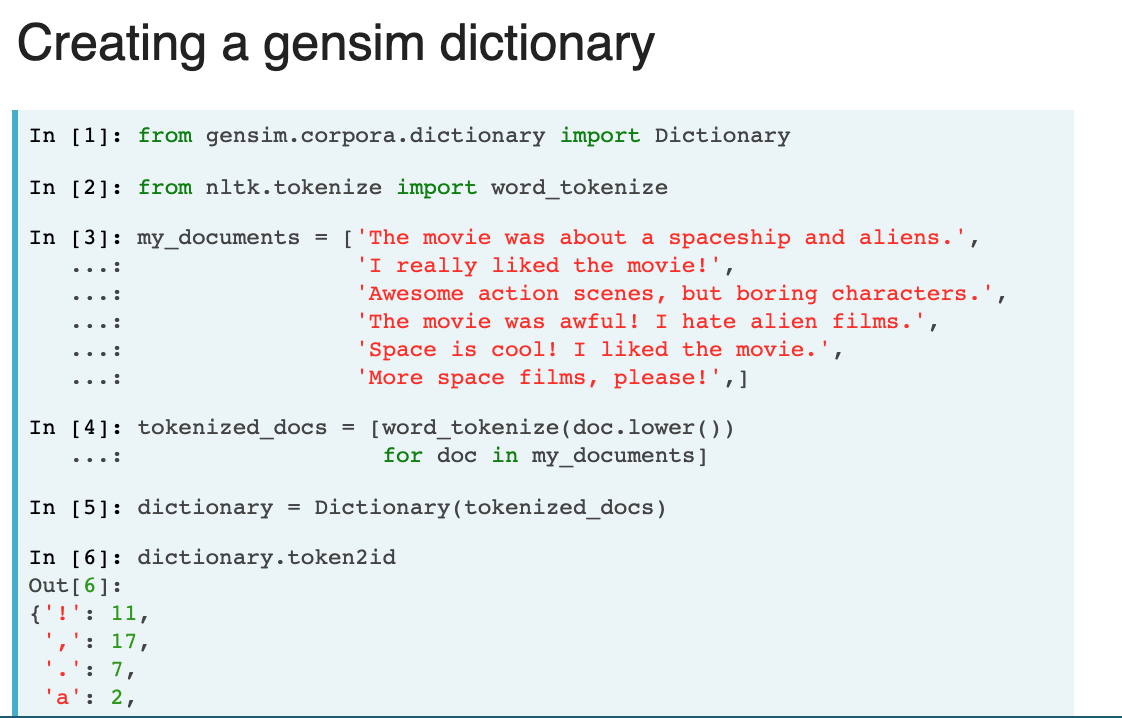 Creating a gensim dictionary
In [1]: from gensim.corpora.dictionary import Dictionary
In [2]: from nltk.tokenize import word_tokenize
In [3]: my_documents = ['The movie was about a spaceship and aliens.',
   ...:                 'I really liked the movie!',
   ...:                 'Awesome action scenes, but boring characters.',
   ...:                 'The movie was awful! I hate alien films.',
   ...:                 'Space is cool! I liked the movie.',
   ...:                 'More space films, please!',]
In [4]: tokenized_docs = [word_tokenize(doc.lower())
   ...:                   for doc in my_documents]
In [5]: dictionary = Dictionary(tokenized_docs)
In [6]: dictionary.token2id
Out[6]:
{'!': 11,
 ',': 17,
 '.': 7,
 'a': 2,